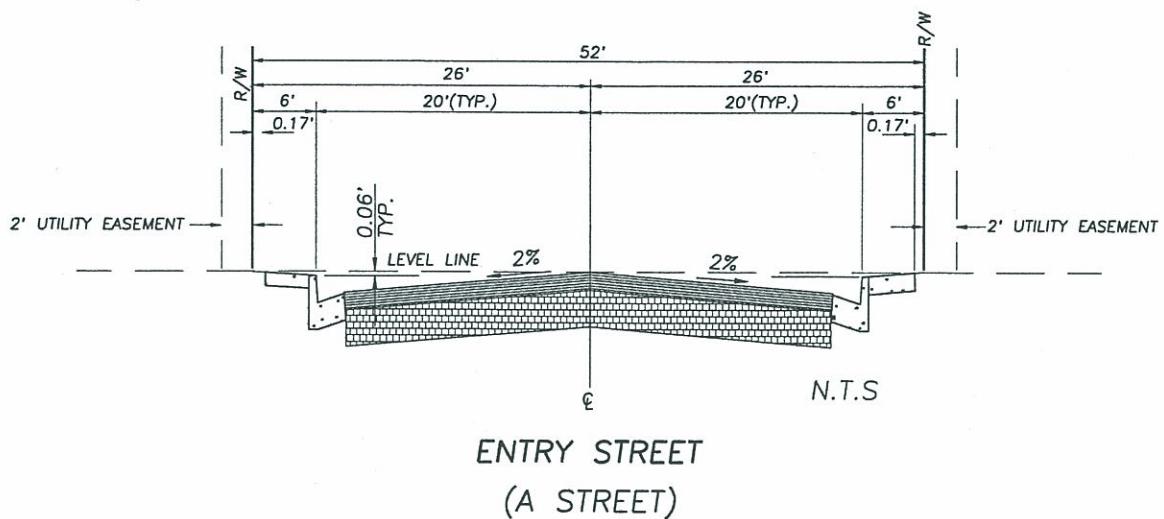 52'
R/W
R/W
26'
26'
6'
20'(TYP.)
20'(TYP.)
6'
0.17'
0.17'
0.06'
TYP.
2' UTILITY EASEMENT
2' UTILITY EASEMENT
LEVEL LINE
2%
2%
N.T.S
℄
ENTRY STREET
(A STREET)